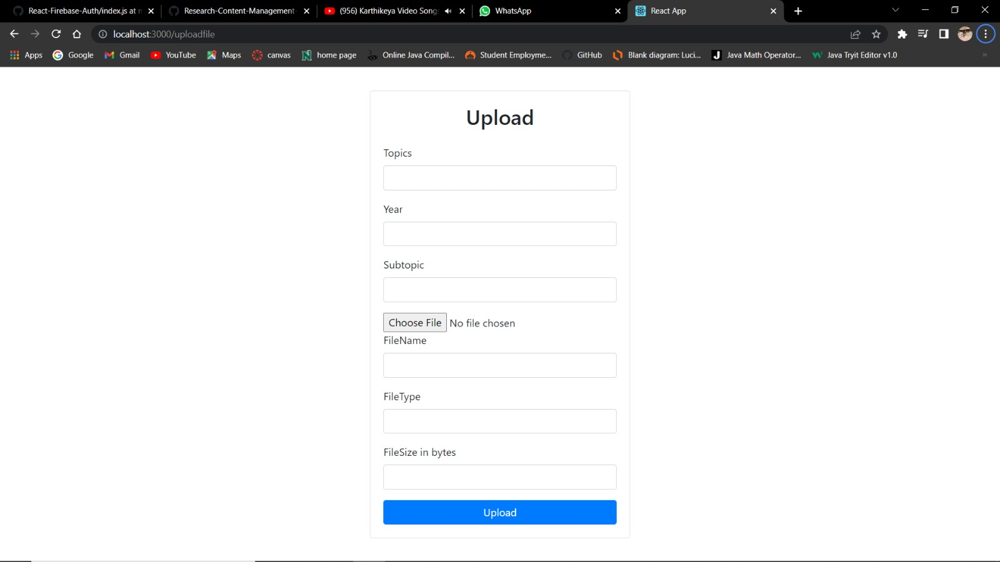 React-Firebase-Auth/index.js at
Research-Content-Management-
(956) Karthikeya Video Songs
WhatsApp
React App
localhost:3000/uploadfile
Apps
Google
Gmail
YouTube
Maps
canvas
home page
Online Java Compil...
Student Employme...
GitHub
Blank diagram: Luci...
Java Math Operator...
Java Tryit Editor v1.0
Upload
Topics
Year
Subtopic
Choose File No file chosen
FileName
FileType
FileSize in bytes
Upload